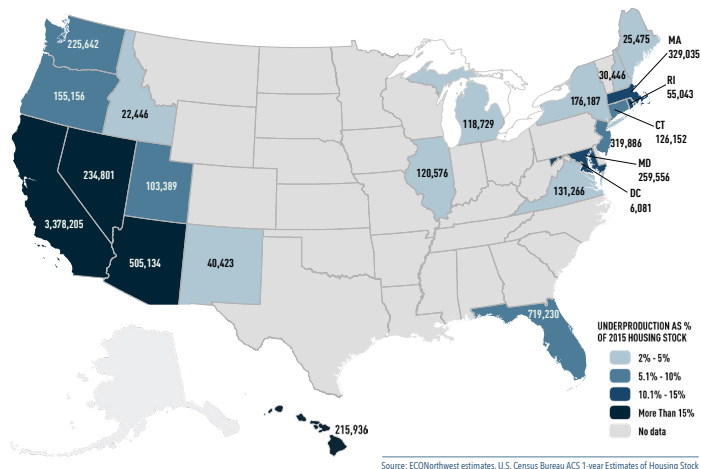 225,642
155,156
22,446
234,801
103,389
3,378,205
505,134
40,423
118,729
120,576
25,475
30,446
MA
329,035
RI
55,043
176,187
CT
126,152
319,886
MD
259,556
DC
6,081
131,266
719,230
215,936
UNDERPRODUCTION AS %
OF 2015 HOUSING STOCK
2% - 5%
5.1% - 10%
10.1% - 15%
More Than 15%
No data
Source: ECONorthwest estimates. U.S. Census Bureau ACS 1-year Estimates of Housing Stock